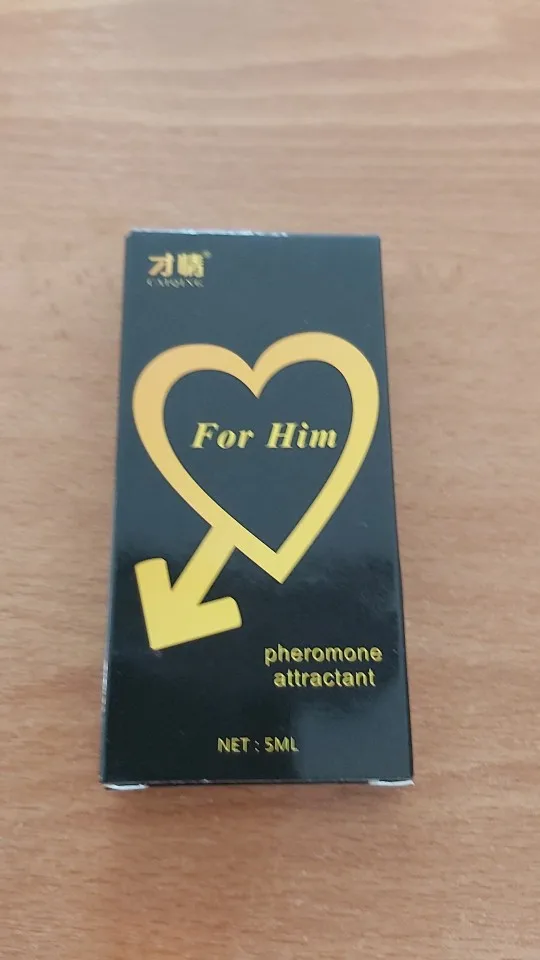 才情®
CAIQING
For Him
pheromone
attractant
NET : 5ML